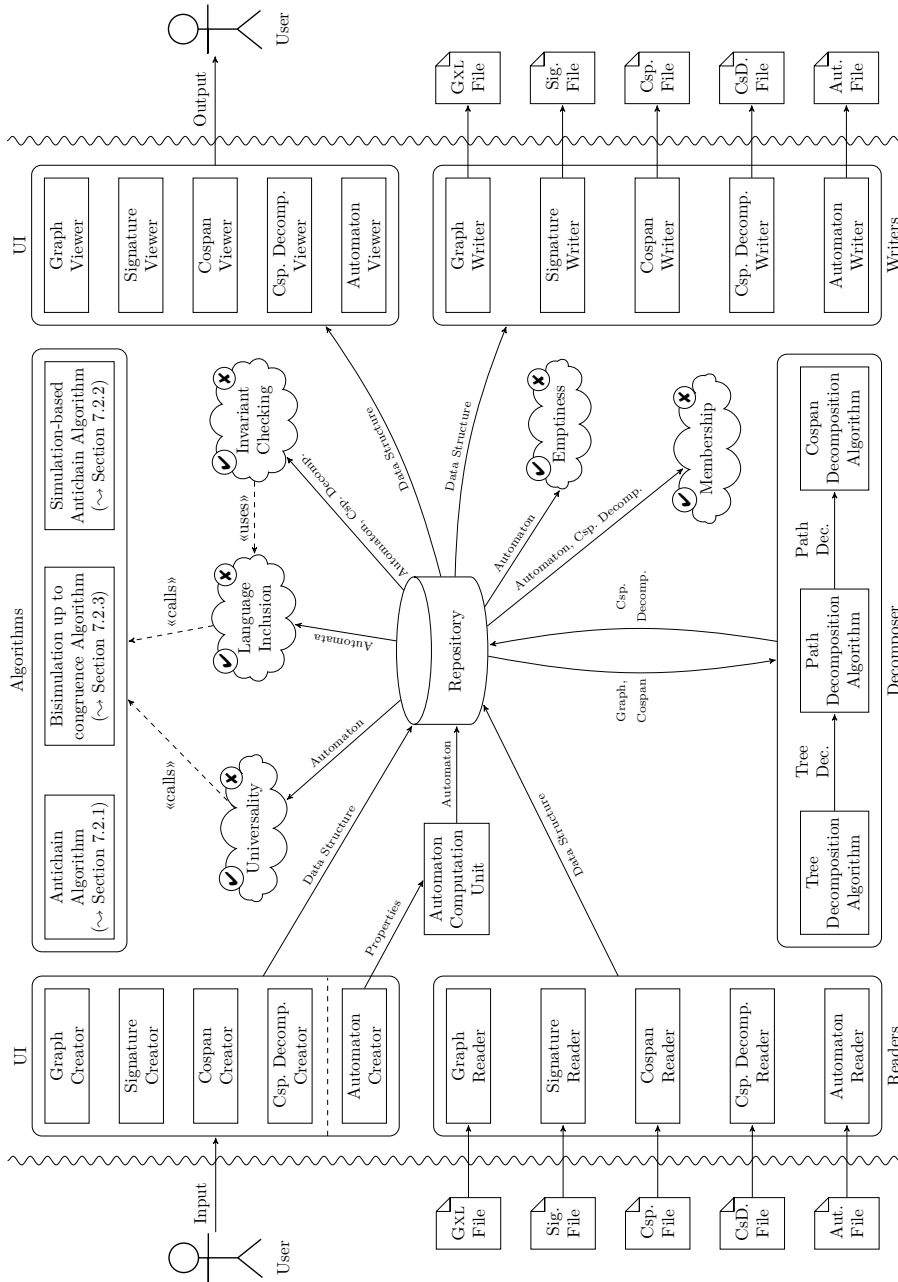 User
Input
GxL
File
Sig.
File
Csp.
File
CsD.
File
Aut.
File
UI
Graph
Creator
Signature
Creator
Cospan
Creator
Csp. Decomp.
Creator
Automaton
Creator
Graph
Reader
Signature
Reader
Cospan
Reader
Csp. Decomp.
Reader
Automaton
Reader
Readers
Algorithms
Antichain
Algorithm
(⤳ Section 7.2.1)
Bisimulation up to
congruence Algorithm
(⤳ Section 7.2.3)
Simulation-based
Antichain Algorithm
(⤳ Section 7.2.2)
«calls»
«calls»
Universality
Language
Inclusion
«uses»
Invariant
Checking
Data Structure
Automaton
Automata
Automaton, Csp. Decomp.
Data Structure
Properties
Automaton
Computation
Unit
Automaton
Repository
Data Structure
Data Structure
Automaton
Emptiness
Automaton, Csp. Decomp.
Membership
Graph,
Cospan
Csp.
Decomp.
Tree
Decomposition
Algorithm
Tree
Dec.
Path
Decomposition
Algorithm
Path
Dec.
Cospan
Decomposition
Algorithm
Decomposer
UI
Graph
Viewer
Signature
Viewer
Cospan
Viewer
Csp. Decomp.
Viewer
Automaton
Viewer
Graph
Writer
Signature
Writer
Cospan
Writer
Csp. Decomp.
Writer
Automaton
Writer
Writers
Output
User
GxL
File
Sig.
File
Csp.
File
CsD.
File
Aut.
File